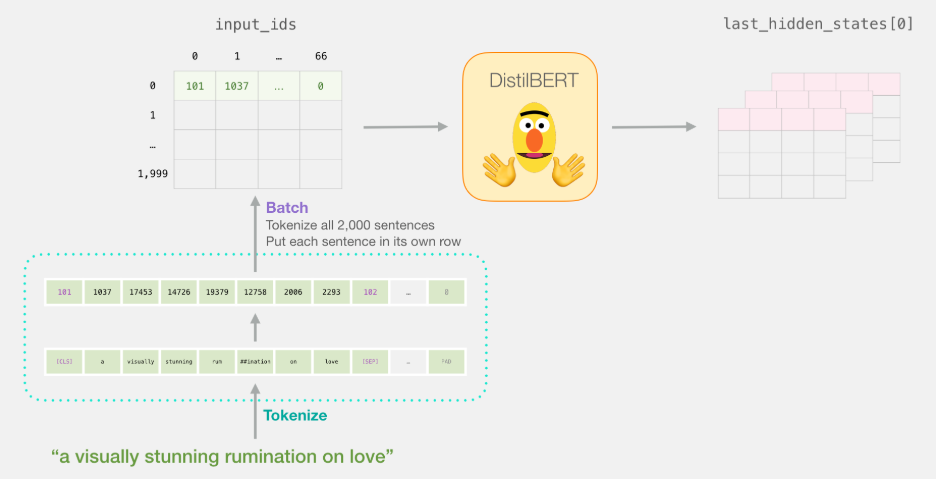 input_ids
last_hidden_states[0]
0 1 … 66
0 101 1037 … 0
1
…
1,999
DistilBERT
Batch
Tokenize all 2,000 sentences
Put each sentence in its own row
101 1037 17453 14726 19379 12758 2006 2293 102 … 0
[CLS] a visually stunning rum ##ination on love [SEP] … PAD
Tokenize
“a visually stunning rumination on love”